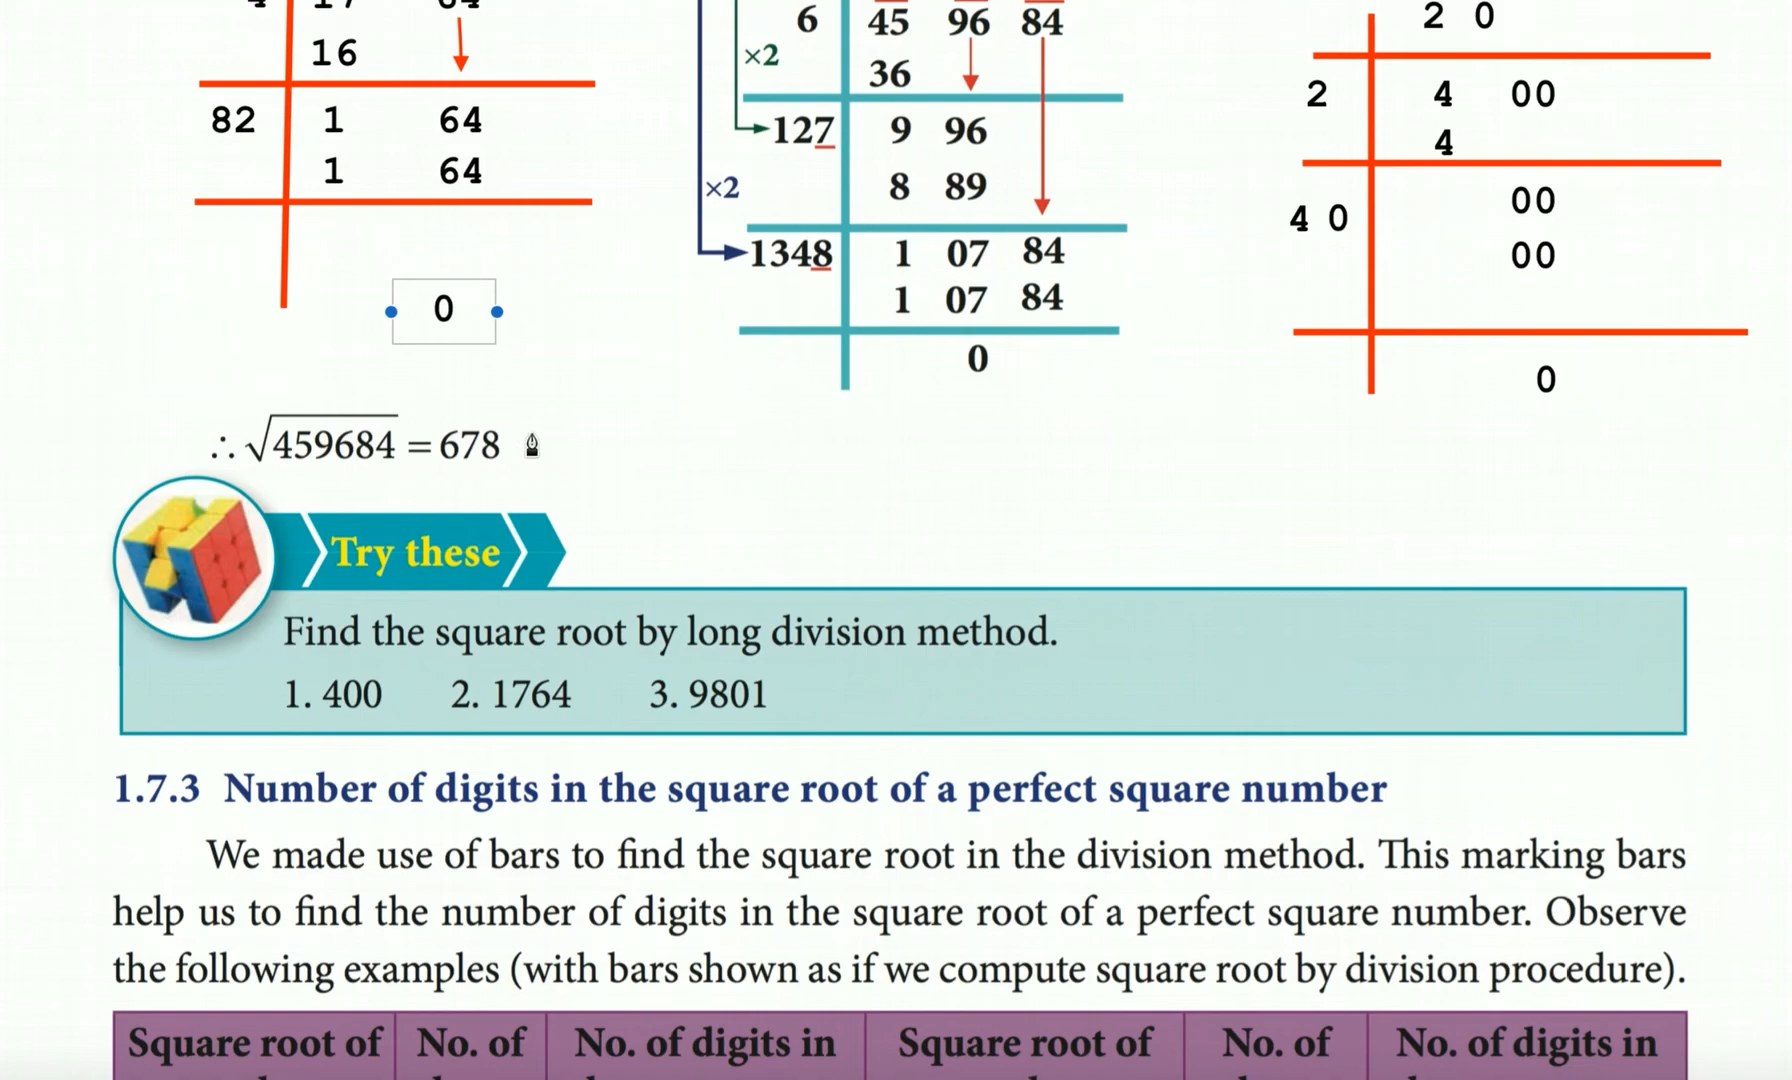 16
82 1 64
1 64
0
6 45 96 84
×2
36
127 9 96
×2
8 89
1348 1 07 84
1 07 84
0
2 0
2 4 00
4
00
4 0
00
0
∴ √459684 = 678
Try these
Find the square root by long division method.
1. 400 2. 1764 3. 9801
1.7.3 Number of digits in the square root of a perfect square number
We made use of bars to find the square root in the division method. This marking bars
help us to find the number of digits in the square root of a perfect square number. Observe
the following examples (with bars shown as if we compute square root by division procedure).
Square root of No. of No. of digits in Square root of No. of No. of digits in